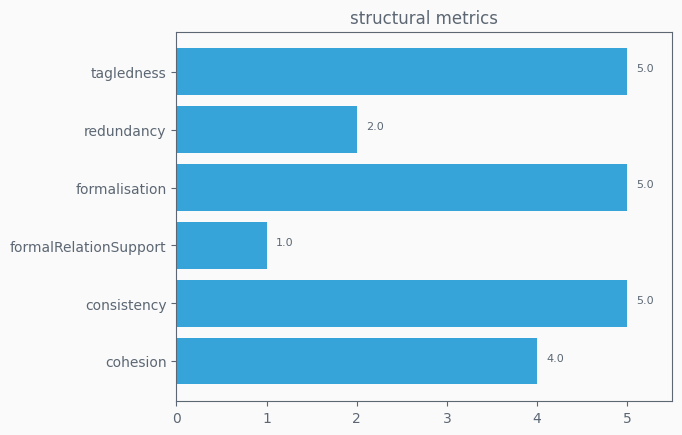 structural metrics
tagledness
5.0
redundancy
2.0
formalisation
5.0
formalRelationSupport
1.0
consistency
5.0
cohesion
4.0
0 1 2 3 4 5